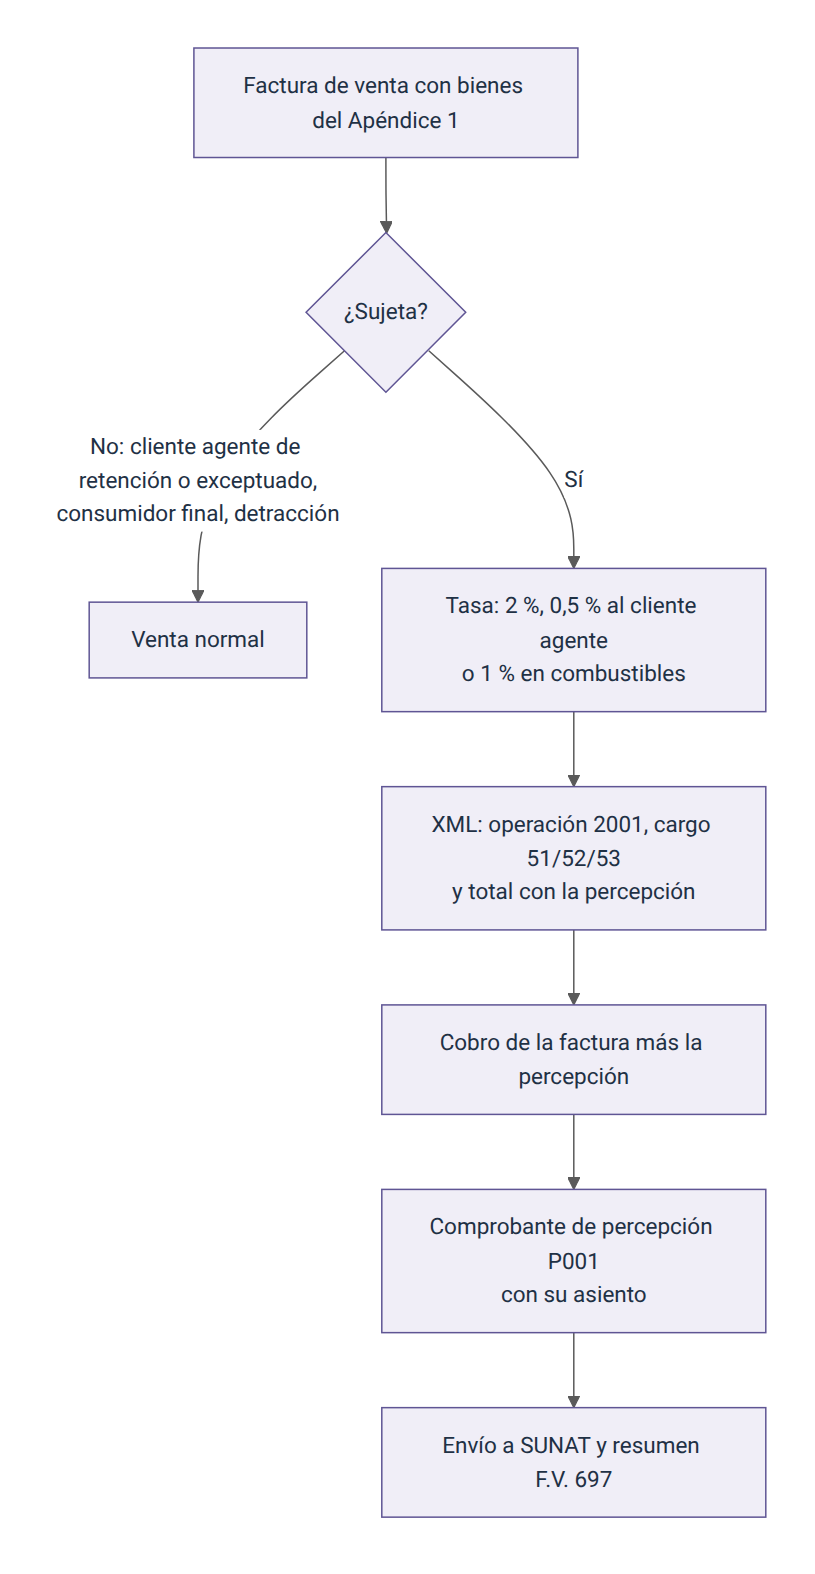 Factura de venta con bienes
del Apéndice 1
¿Sujeta?
No: cliente agente de
retención o exceptuado,
consumidor final, detracción
Sí
Venta normal
Tasa: 2 %, 0,5 % al cliente
agente
o 1 % en combustibles
XML: operación 2001, cargo
51/52/53
y total con la percepción
Cobro de la factura más la
percepción
Comprobante de percepción
P001
con su asiento
Envío a SUNAT y resumen
F.V. 697